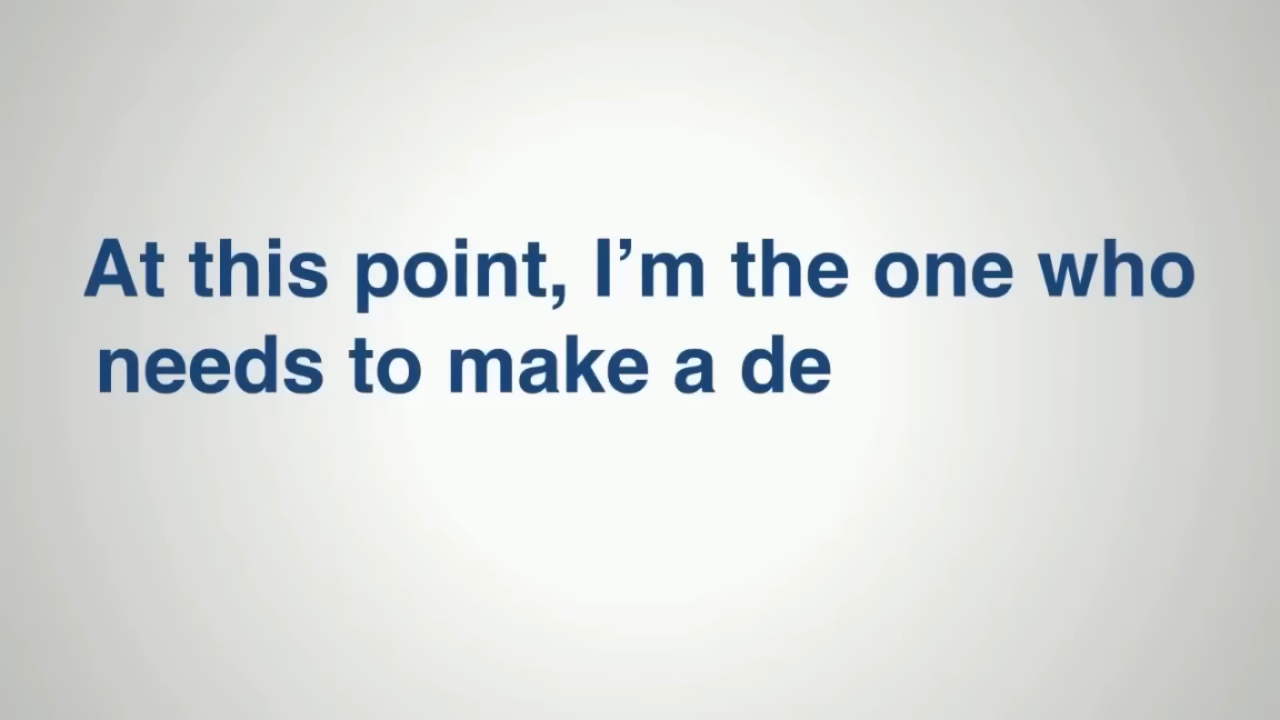 At this point, I’m the one who
needs to make a de